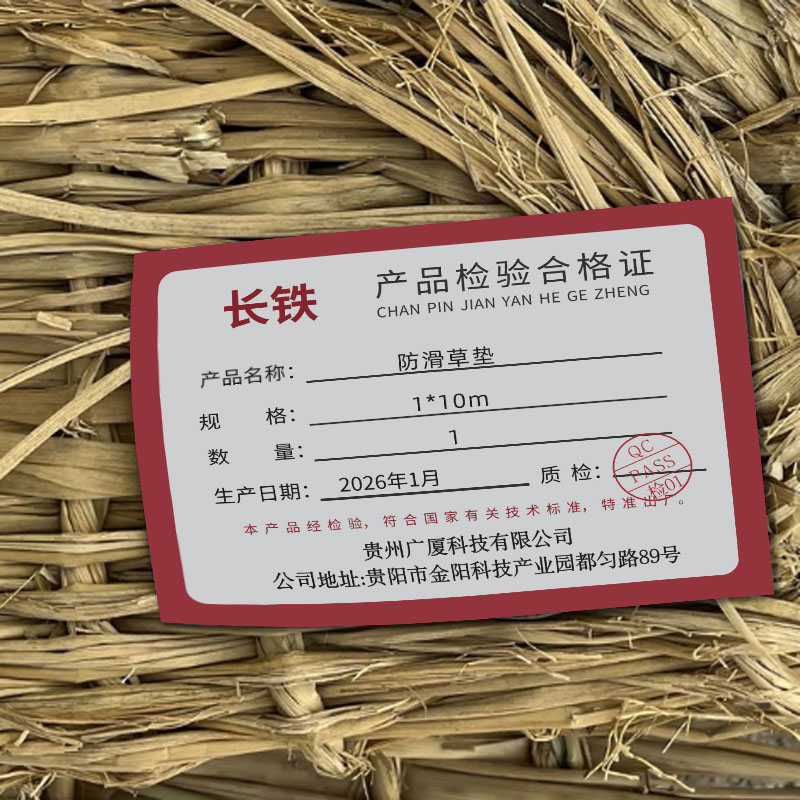 长铁
产品检验合格证
CHAN PIN JIAN YAN HE GE ZHENG
产品名称：防滑草垫
规 格：1*10m
数 量：1
生产日期：2026年1月 质 检：
QC
PASS
检01
本产品经检验，符合国家有关技术标准，特准出厂。
贵州广厦科技有限公司
公司地址:贵阳市金阳科技产业园都匀路89号